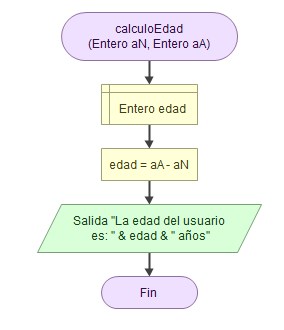 calculoEdad
(Entero aN, Entero aA)
Entero edad
edad = aA - aN
Salida "La edad del usuario
es: " & edad & " años"
Fin